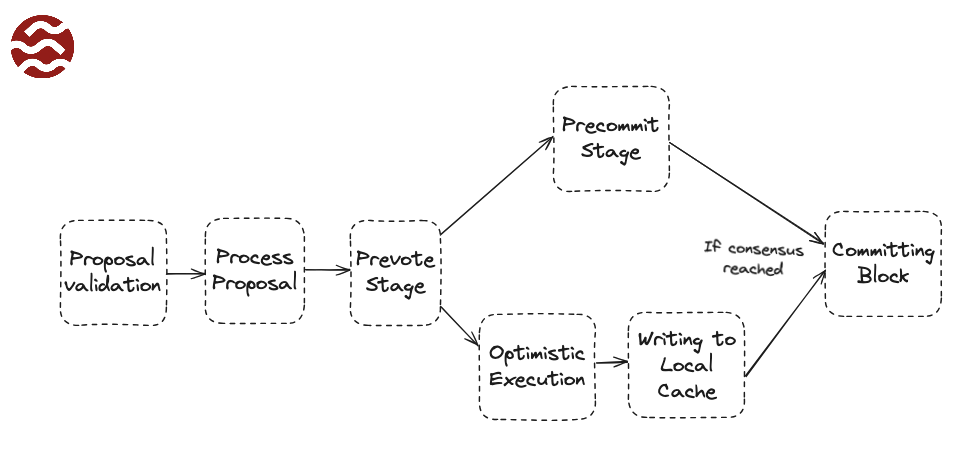 Proposal
validation
Process
Proposal
Prevote
Stage
Precommit
Stage
Optimistic
Execution
Writing to
Local
Cache
If consensus
reached
Committing
Block